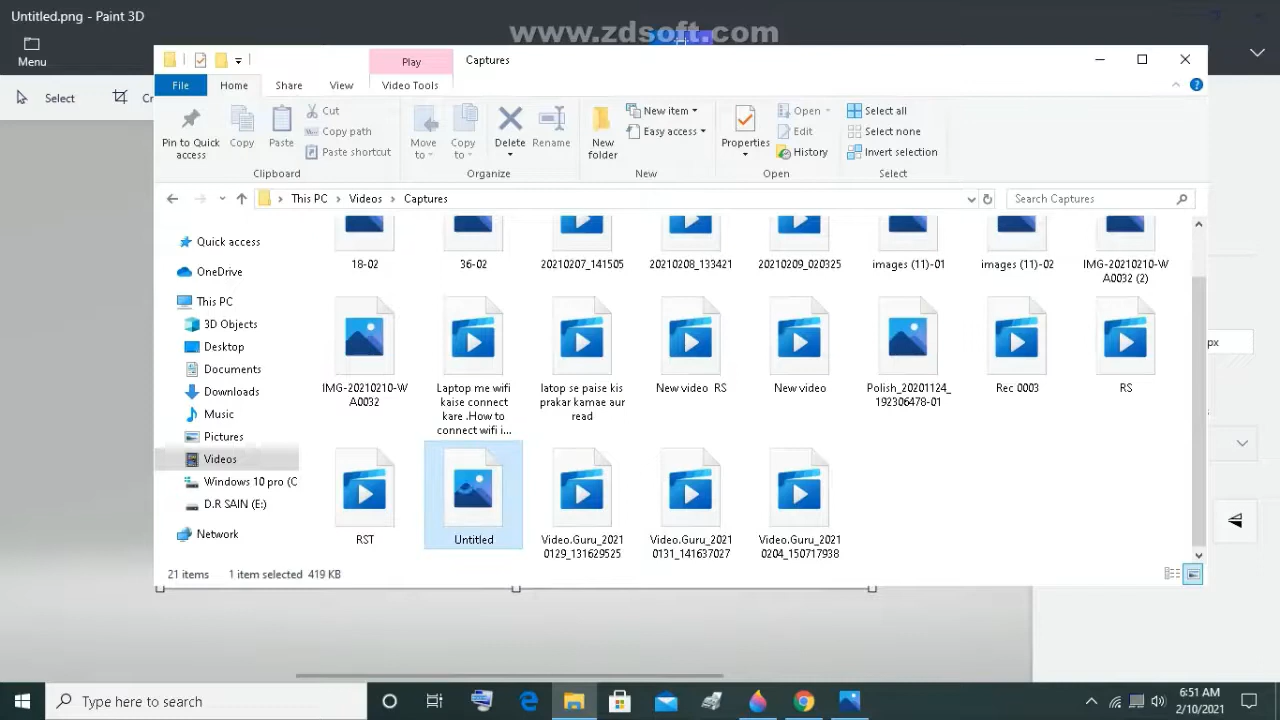 Untitled.png - Paint 3D
www.zdsoft.com
Menu
Select
Play
Captures
File
Home
Share
View
Video Tools
Pin to Quick
access
Copy
Paste
Cut
Copy path
Paste shortcut
Clipboard
Move
to
Copy
to
Delete
Rename
Organize
New
folder
New item
Easy access
New
Properties
Open
Edit
History
Open
Select all
Select none
Invert selection
Select
This PC > Videos > Captures
Search Captures
Quick access
OneDrive
This PC
3D Objects
Desktop
Documents
Downloads
Music
Pictures
Videos
Windows 10 pro (C
D.R SAIN (E:)
Network
18-02
36-02
20210207_141505
20210208_133421
20210209_020325
images (11)-01
images (11)-02
IMG-20210210-W
A0032 (2)
IMG-20210210-W
A0032
Laptop me wifi
kaise connect
kare .How to
connect wifi i...
latop se paise kis
prakar kamae aur
read
New video RS
New video
Polish_20201124_
192306478-01
Rec 0003
RS
RST
Untitled
Video.Guru_2021
0129_131629525
Video.Guru_2021
0131_141637027
Video.Guru_2021
0204_150717938
21 items
1 item selected 419 KB
px
Type here to search
6:51 AM
2/10/2021